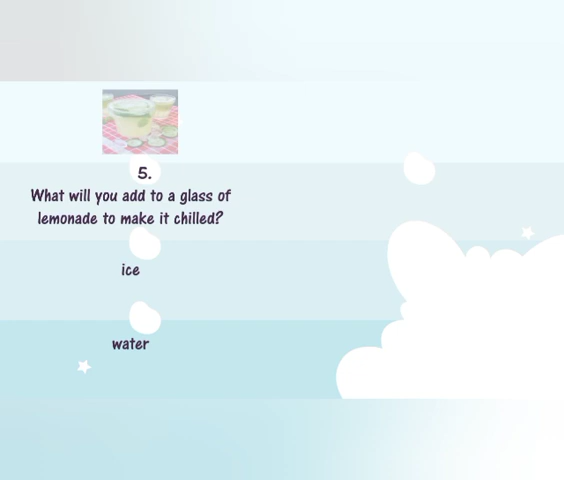 5.
What will you add to a glass of
lemonade to make it chilled?
ice
water